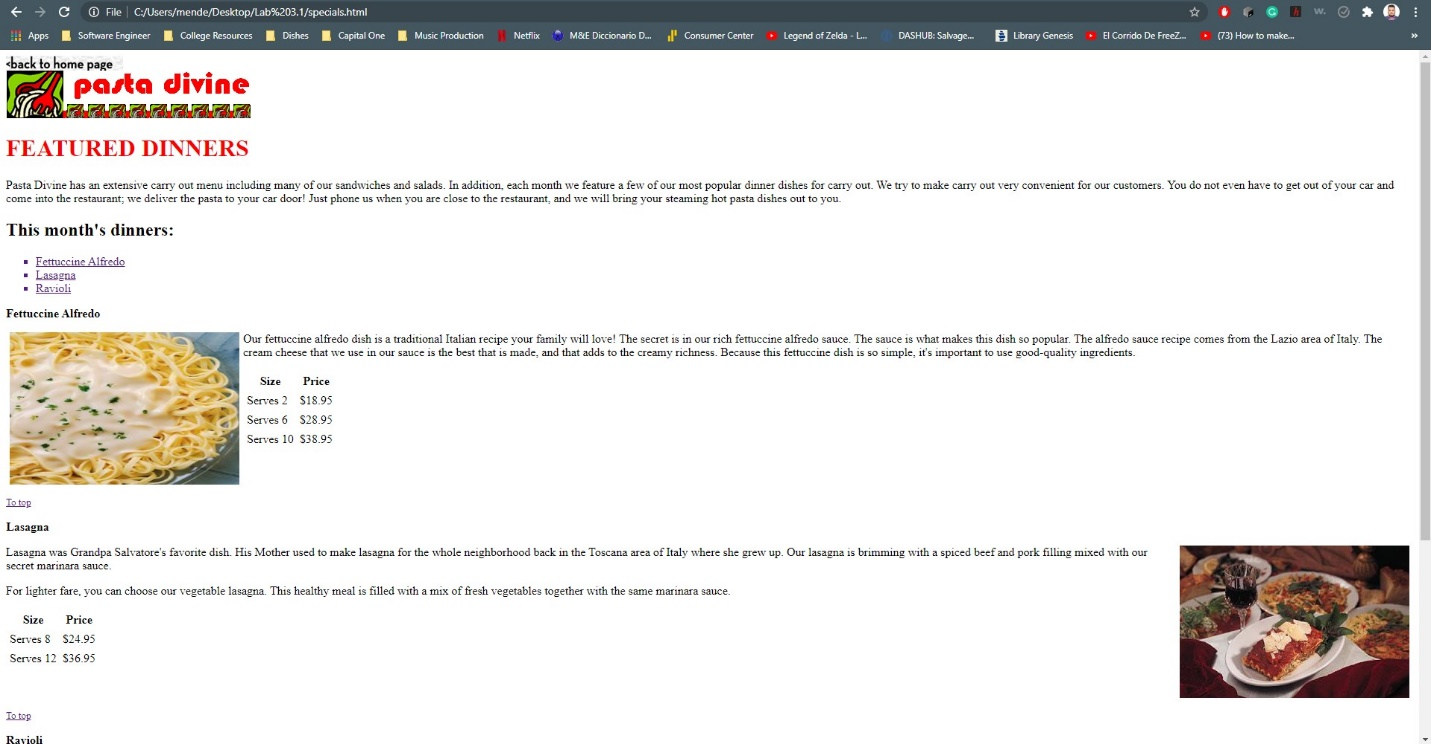 File C:/Users/mende/Desktop/Lab%203.1/specials.html
Apps Software Engineer College Resources Dishes Capital One Music Production Netflix M&E Diccionario D... Consumer Center Legend of Zelda - L... DASHUB: Salvage... Library Genesis El Corrido De FreeZ... (73) How to make... »
<back to home page
pasta divine
FEATURED DINNERS
Pasta Divine has an extensive carry out menu including many of our sandwiches and salads. In addition, each month we feature a few of our most popular dinner dishes for carry out. We try to make carry out very convenient for our customers. You do not even have to get out of your car and
come into the restaurant; we deliver the pasta to your car door! Just phone us when you are close to the restaurant, and we will bring your steaming hot pasta dishes out to you.
This month's dinners:
Fettuccine Alfredo
Lasagna
Ravioli
Fettuccine Alfredo
Our fettuccine alfredo dish is a traditional Italian recipe your family will love! The secret is in our rich fettuccine alfredo sauce. The sauce is what makes this dish so popular. The alfredo sauce recipe comes from the Lazio area of Italy. The
cream cheese that we use in our sauce is the best that is made, and that adds to the creamy richness. Because this fettuccine dish is so simple, it's important to use good-quality ingredients.
Size Price
Serves 2 $18.95
Serves 6 $28.95
Serves 10 $38.95
To top
Lasagna
Lasagna was Grandpa Salvatore's favorite dish. His Mother used to make lasagna for the whole neighborhood back in the Toscana area of Italy where she grew up. Our lasagna is brimming with a spiced beef and pork filling mixed with our
secret marinara sauce.
For lighter fare, you can choose our vegetable lasagna. This healthy meal is filled with a mix of fresh vegetables together with the same marinara sauce.
Size Price
Serves 8 $24.95
Serves 12 $36.95
To top
Ravioli